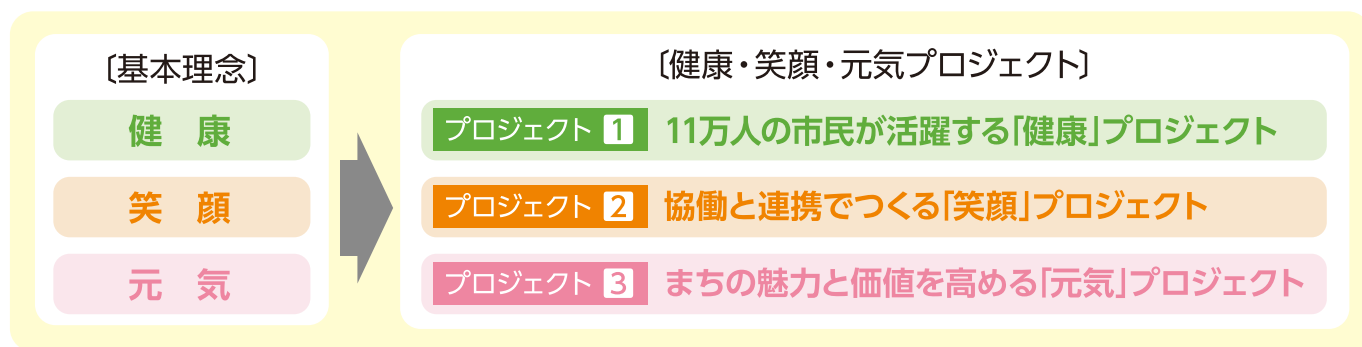 〔基本理念〕
健 康
笑 顔
元 気
〔健康・笑顔・元気プロジェクト〕
プロジェクト 1 11万人の市民が活躍する「健康」プロジェクト
プロジェクト 2 協働と連携でつくる「笑顔」プロジェクト
プロジェクト 3 まちの魅力と価値を高める「元気」プロジェクト